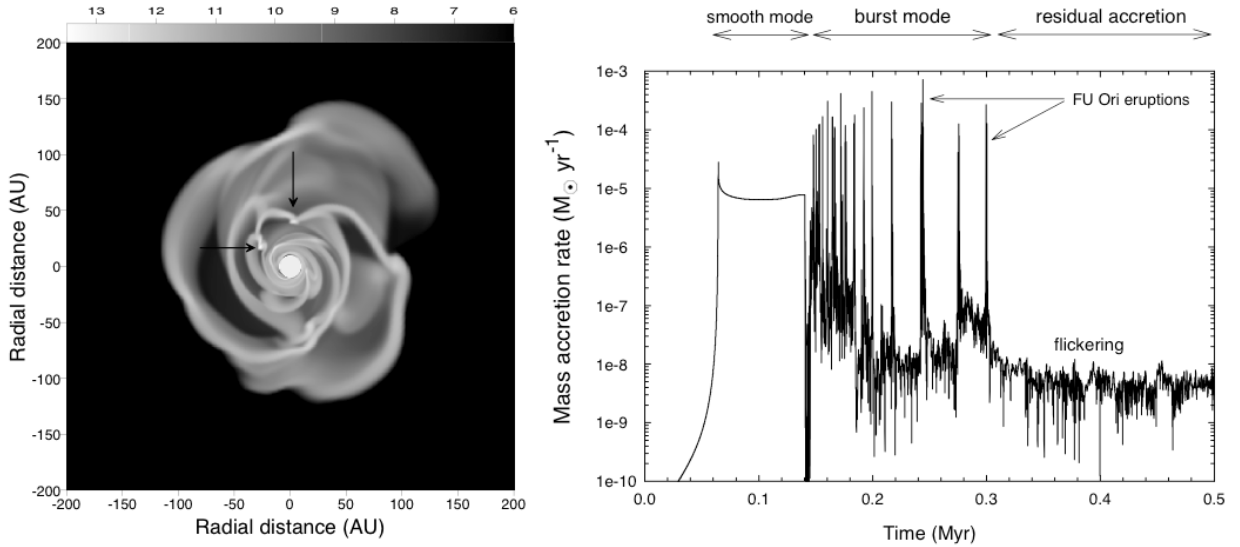 13 12 11 10 9 8 7 6
200
150
100
50
0
-50
-100
-150
-200
-200 -150 -100 -50 0 50 100 150 200
Radial distance (AU)
Radial distance (AU)
smooth mode burst mode residual accretion
1e-3
1e-4
1e-5
1e-6
1e-7
1e-8
1e-9
1e-10
Mass accretion rate (M☉ yr⁻¹)
FU Ori eruptions
flickering
0.0 0.1 0.2 0.3 0.4 0.5
Time (Myr)